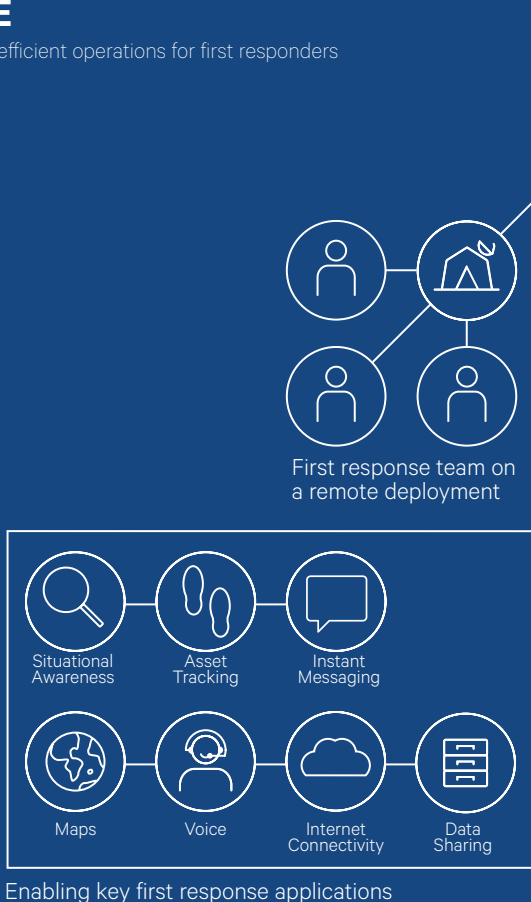 E
efficient operations for first responders
First response team on
a remote deployment
Situational
Awareness
Asset
Tracking
Instant
Messaging
Maps
Voice
Internet
Connectivity
Data
Sharing
Enabling key first response applications